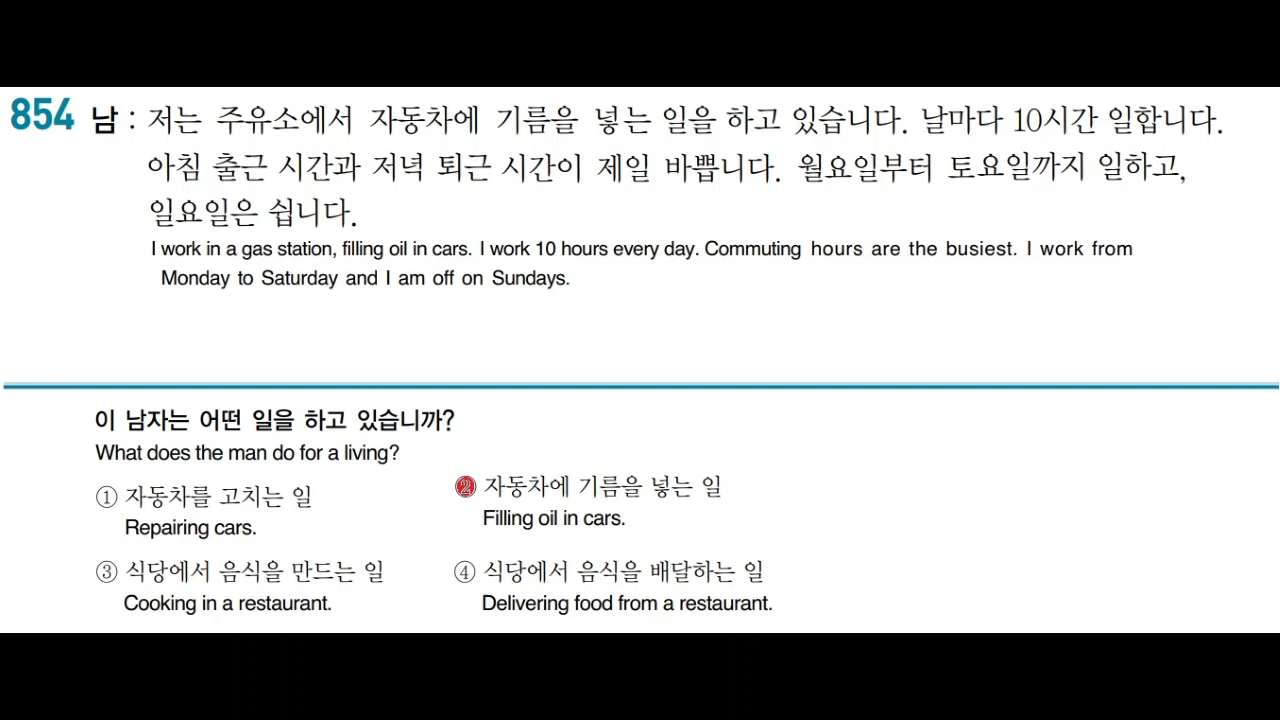 854 남 : 저는 주유소에서 자동차에 기름을 넣는 일을 하고 있습니다. 날마다 10시간 일합니다.
아침 출근 시간과 저녁 퇴근 시간이 제일 바쁩니다. 월요일부터 토요일까지 일하고,
일요일은 쉽니다.
I work in a gas station, filling oil in cars. I work 10 hours every day. Commuting hours are the busiest. I work from
Monday to Saturday and I am off on Sundays.
이 남자는 어떤 일을 하고 있습니까?
What does the man do for a living?
① 자동차를 고치는 일
Repairing cars.
② 자동차에 기름을 넣는 일
Filling oil in cars.
③ 식당에서 음식을 만드는 일
Cooking in a restaurant.
④ 식당에서 음식을 배달하는 일
Delivering food from a restaurant.